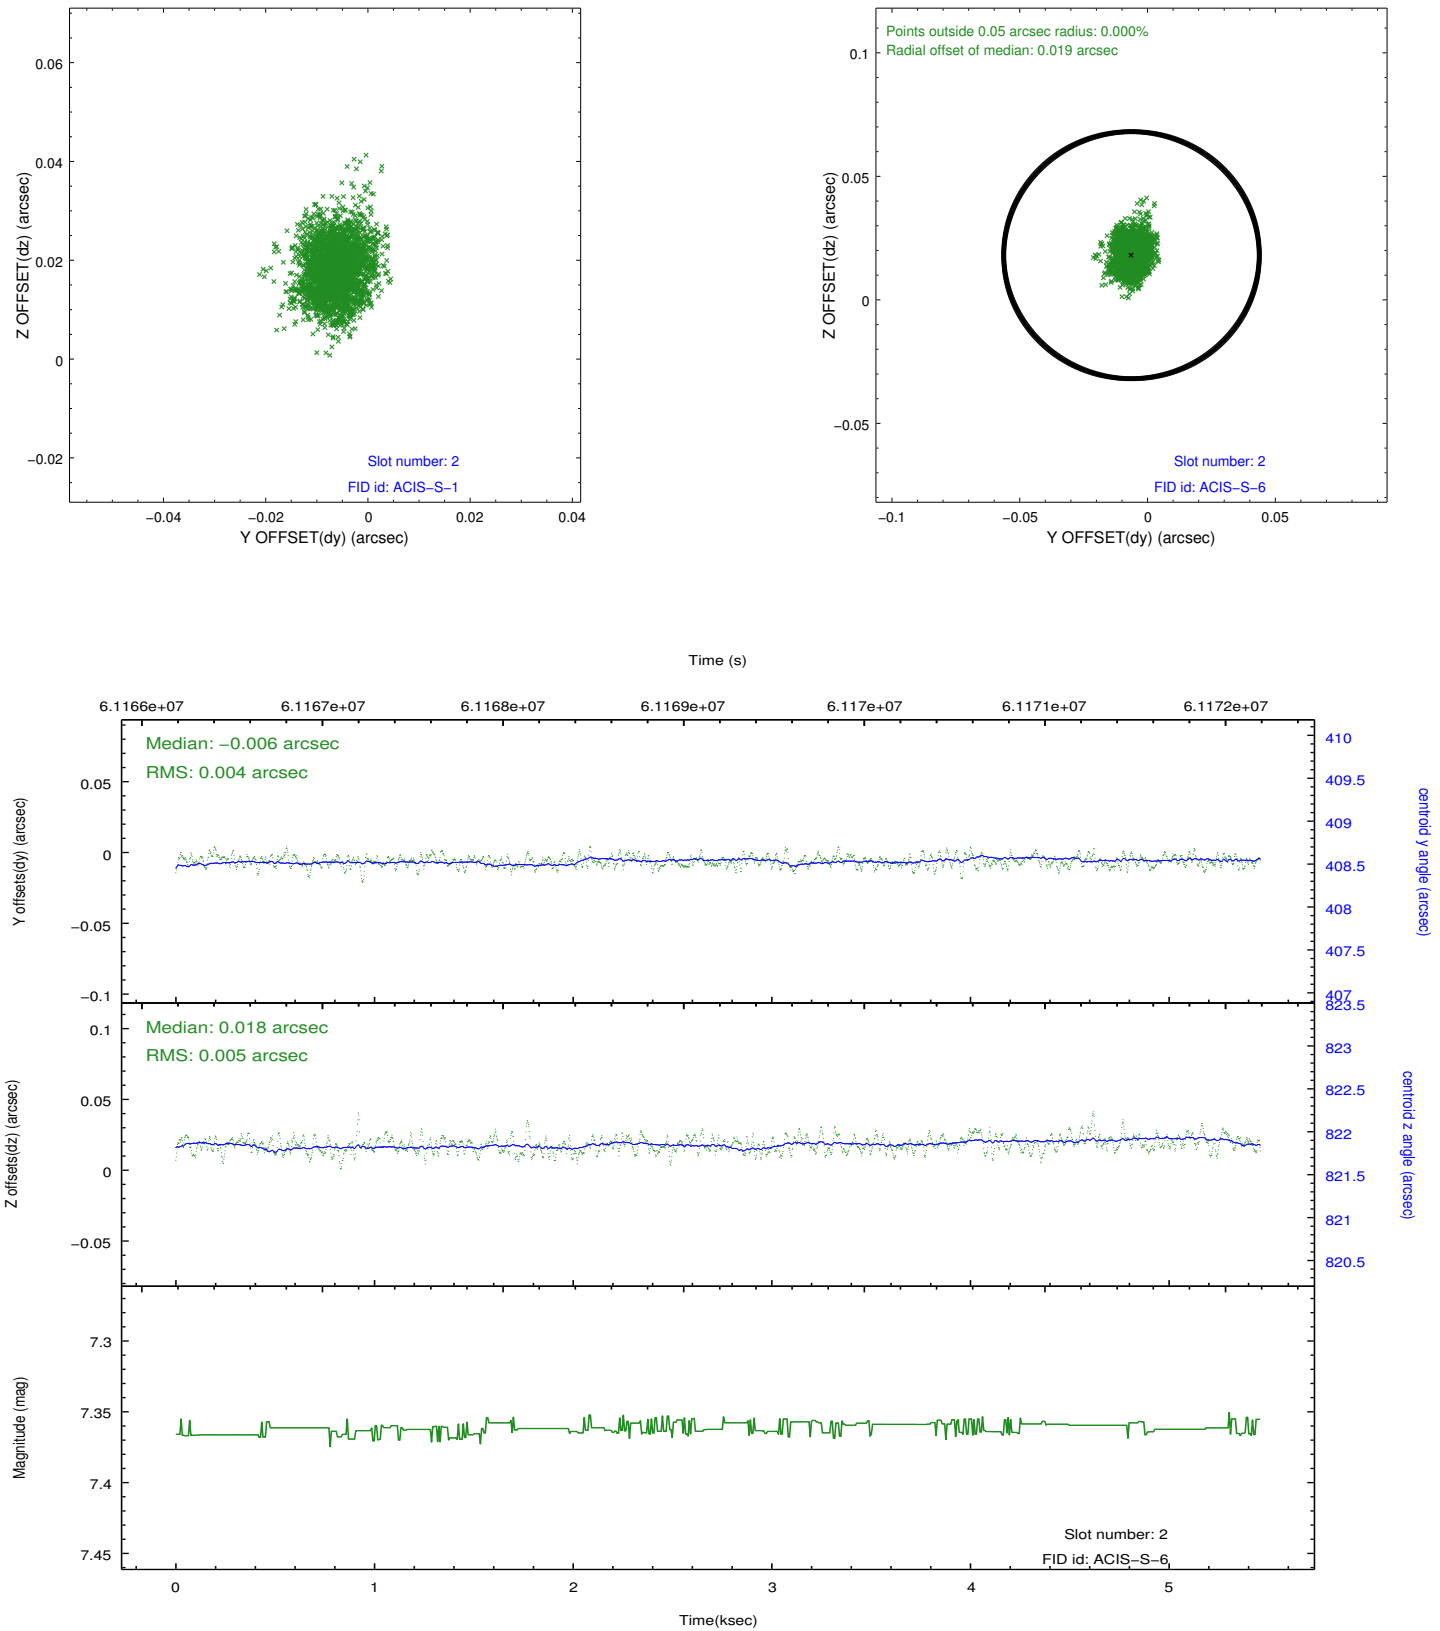 0.06
0.04
0.02
0
−0.02
−0.04
−0.02
0
0.02
0.04
Z OFFSET(dz) (arcsec)
Y OFFSET(dy) (arcsec)
Slot number: 2
FID id: ACIS−S−1
Points outside 0.05 arcsec radius: 0.000%
Radial offset of median: 0.019 arcsec
0.1
0.05
0
−0.05
−0.1
−0.05
0
0.05
Z OFFSET(dz) (arcsec)
Y OFFSET(dy) (arcsec)
Slot number: 2
FID id: ACIS−S−6
Time (s)
6.1166e+07
6.1167e+07
6.1168e+07
6.1169e+07
6.117e+07
6.1171e+07
6.1172e+07
Median: −0.006 arcsec
RMS: 0.004 arcsec
0.05
0
−0.05
−0.1
Y offsets(dy) (arcsec)
410
409.5
409
408.5
408
407.5
407
centroid y angle (arcsec)
Median: 0.018 arcsec
RMS: 0.005 arcsec
0.1
0.05
0
−0.05
Z offsets(dz) (arcsec)
823.5
823
822.5
822
821.5
821
820.5
centroid z angle (arcsec)
7.3
7.35
7.4
7.45
Magnitude (mag)
Slot number: 2
FID id: ACIS−S−6
0
1
2
3
4
5
Time(ksec)